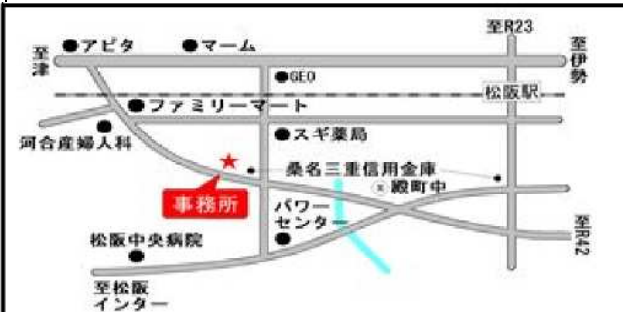 至R23
至津
アピタ
マーム
至伊勢
GEO
松阪駅
ファミリーマート
河合産婦人科
スギ薬局
桑名三重信用金庫
殿町中
事務所
パワー
センター
松阪中央病院
至R42
至松阪
インター